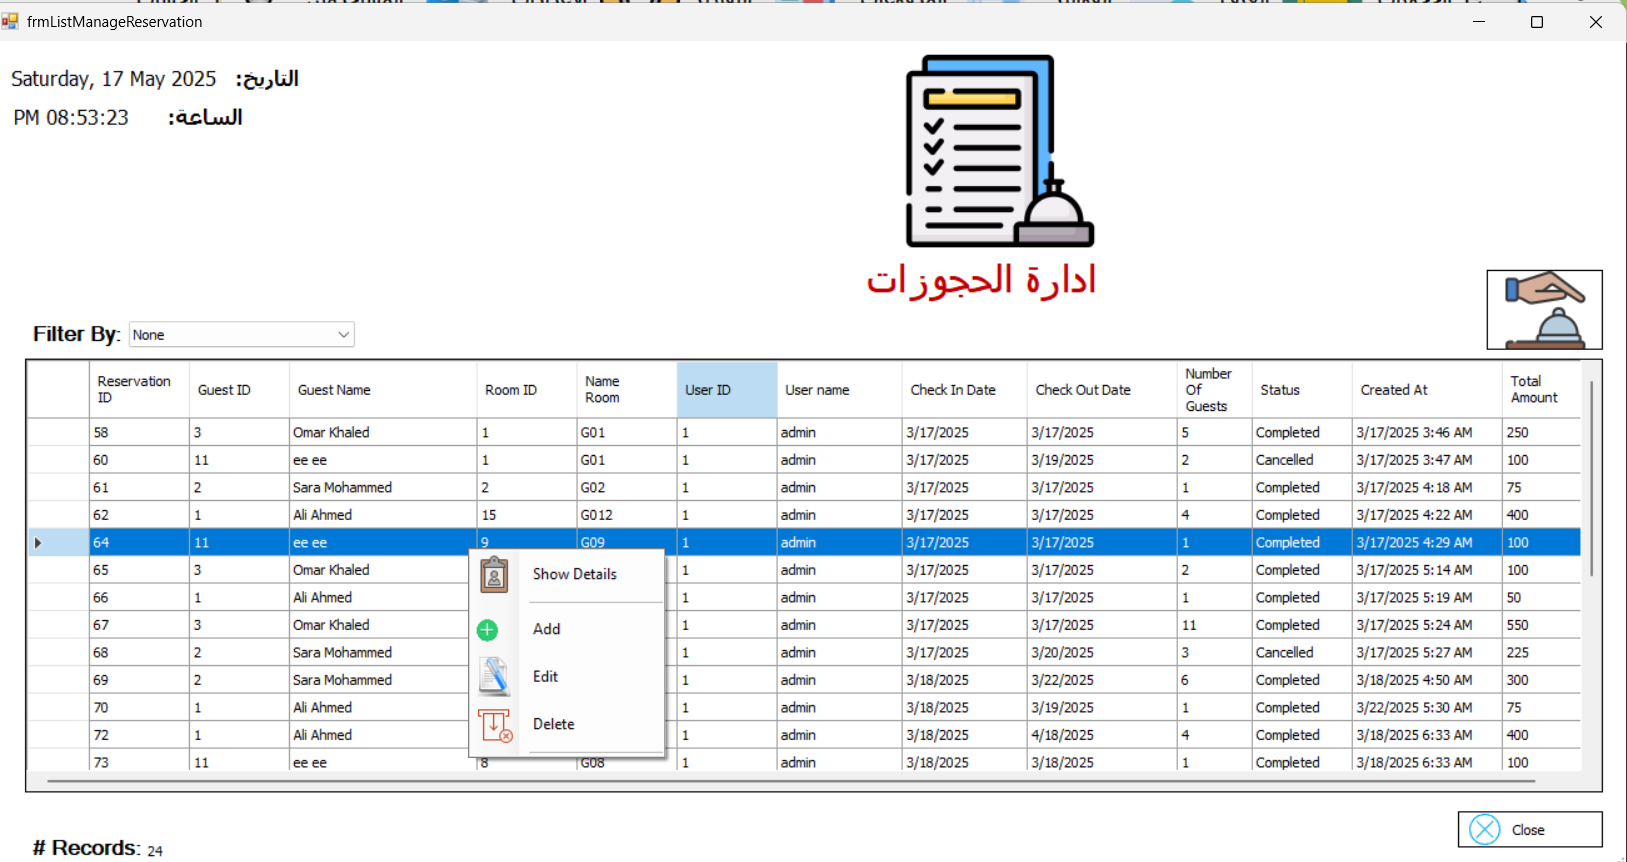 frmListManageReservation
Saturday, 17 May 2025 التاريخ:
PM 08:53:23 الساعة:
ادارة الحجوزات
Filter By: None
Reservation ID Guest ID Guest Name Room ID Name Room User ID User name Check In Date Check Out Date Number Of Guests Status Created At Total Amount
58 3 Omar Khaled 1 G01 1 admin 3/17/2025 3/17/2025 5 Completed 3/17/2025 3:46 AM 250
60 11 ee ee 1 G01 1 admin 3/17/2025 3/19/2025 2 Cancelled 3/17/2025 3:47 AM 100
61 2 Sara Mohammed 2 G02 1 admin 3/17/2025 3/17/2025 1 Completed 3/17/2025 4:18 AM 75
62 1 Ali Ahmed 15 G012 1 admin 3/17/2025 3/17/2025 4 Completed 3/17/2025 4:22 AM 400
64 11 ee ee 9 G09 1 admin 3/17/2025 3/17/2025 1 Completed 3/17/2025 4:29 AM 100
65 3 Omar Khaled 1 admin 3/17/2025 3/17/2025 2 Completed 3/17/2025 5:14 AM 100
66 1 Ali Ahmed 1 admin 3/17/2025 3/17/2025 1 Completed 3/17/2025 5:19 AM 50
67 3 Omar Khaled 1 admin 3/17/2025 3/17/2025 11 Completed 3/17/2025 5:24 AM 550
68 2 Sara Mohammed 1 admin 3/17/2025 3/20/2025 3 Cancelled 3/17/2025 5:27 AM 225
69 2 Sara Mohammed 1 admin 3/18/2025 3/22/2025 6 Completed 3/18/2025 4:50 AM 300
70 1 Ali Ahmed 1 admin 3/18/2025 3/19/2025 1 Completed 3/22/2025 5:30 AM 75
72 1 Ali Ahmed 1 admin 3/18/2025 4/18/2025 4 Completed 3/18/2025 6:33 AM 400
73 11 ee ee 8 G08 1 admin 3/18/2025 3/18/2025 1 Completed 3/18/2025 6:33 AM 100
Show Details
Add
Edit
Delete
Close
# Records: 24